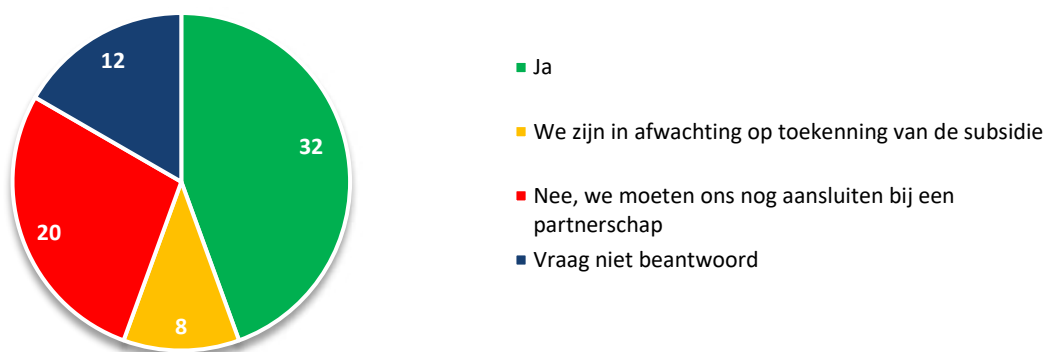 12
32
20
8
Ja
We zijn in afwachting op toekenning van de subsidie
Nee, we moeten ons nog aansluiten bij een
partnerschap
Vraag niet beantwoord